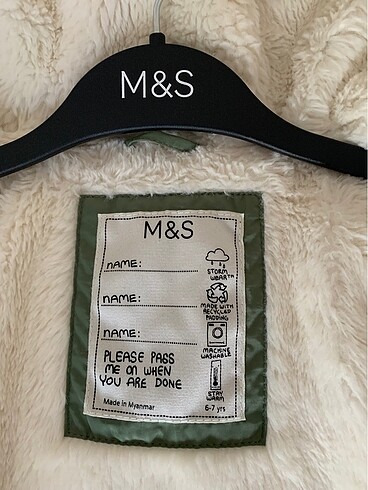 M&S
M&S
NAME:
NAME:
NAME:
PLEASE PASS
ME ON WHEN
YOU ARE DONE
Made in Myanmar
STORM
WEAR™
MADE WITH
RECYCLED
PADDING
MACHINE
WASHABLE
STAY
WARM
6-7 yrs